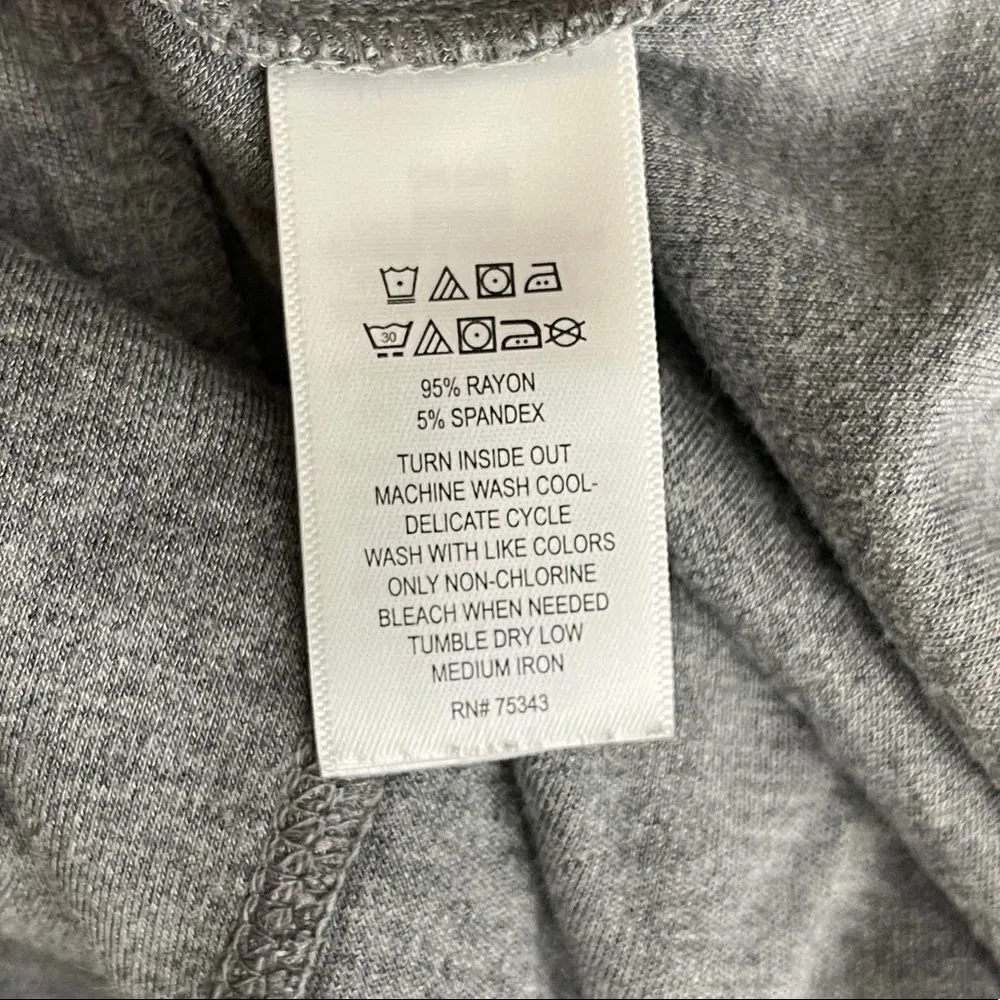 30
95% RAYON
5% SPANDEX
TURN INSIDE OUT
MACHINE WASH COOL-
DELICATE CYCLE
WASH WITH LIKE COLORS
ONLY NON-CHLORINE
BLEACH WHEN NEEDED
TUMBLE DRY LOW
MEDIUM IRON
RN# 75343